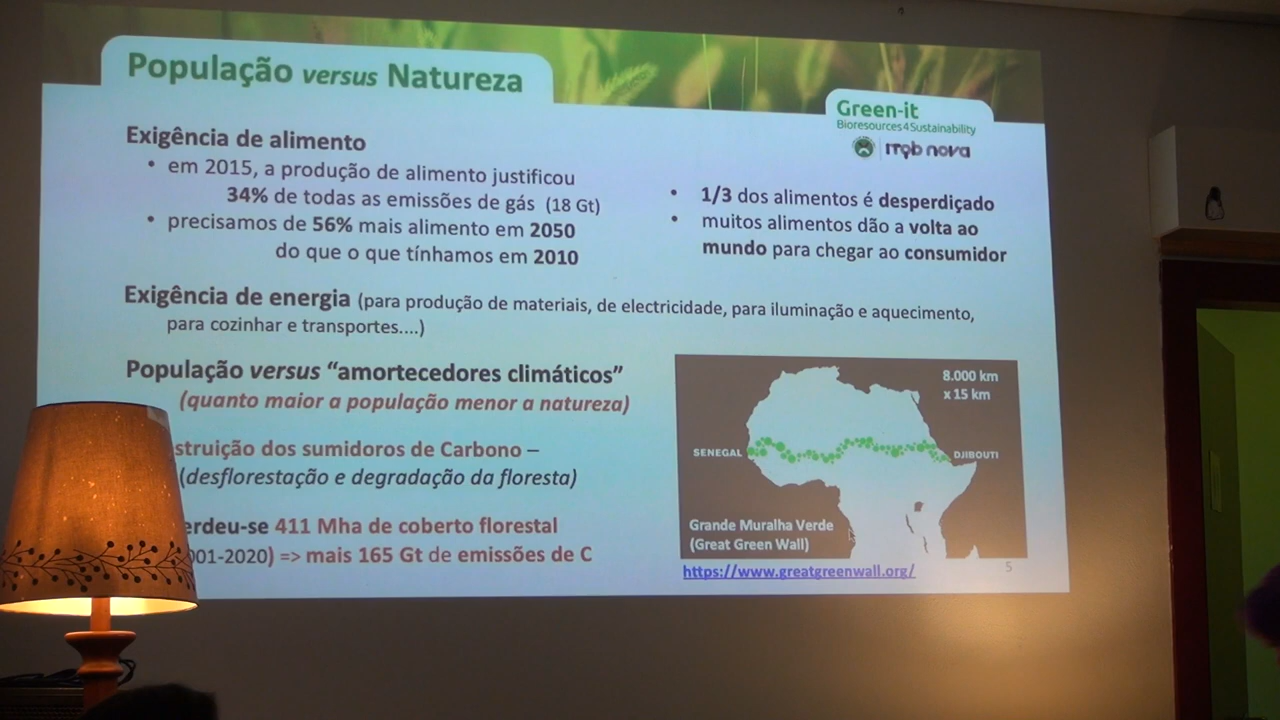 População versus Natureza
Green-it
Bioresources4Sustainability
itqb nova
Exigência de alimento
• em 2015, a produção de alimento justificou
34% de todas as emissões de gás (18 Gt)
• precisamos de 56% mais alimento em 2050
do que o que tínhamos em 2010
• 1/3 dos alimentos é desperdiçado
• muitos alimentos dão a volta ao
mundo para chegar ao consumidor
Exigência de energia (para produção de materiais, de electricidade, para iluminação e aquecimento,
para cozinhar e transportes....)
População versus “amortecedores climáticos”
(quanto maior a população menor a natureza)
struição dos sumidoros de Carbono –
(desflorestação e degradação da floresta)
erdeu-se 411 Mha de coberto florestal
001-2020) => mais 165 Gt de emissões de C
8.000 km
x 15 km
SENEGAL
DJIBOUTI
Grande Muralha Verde
(Great Green Wall)
https://www.greatgreenwall.org/
5